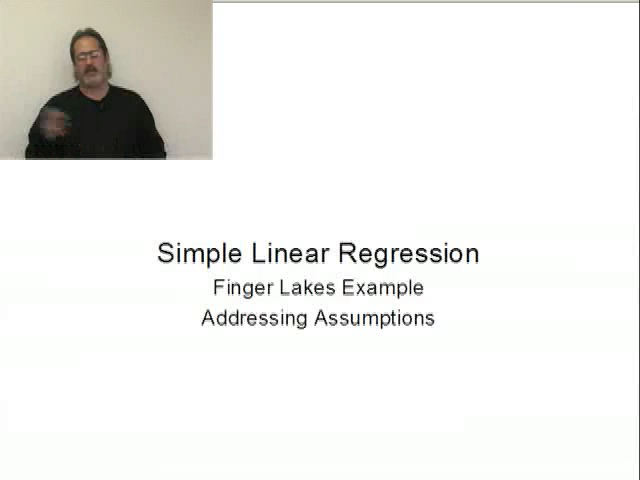 Simple Linear Regression
Finger Lakes Example
Addressing Assumptions